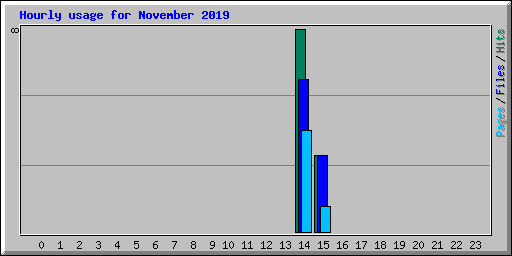 Hourly usage for November 2019
8
Pages/Files/Hits
0 1 2 3 4 5 6 7 8 9 10 11 12 13 14 15 16 17 18 19 20 21 22 23